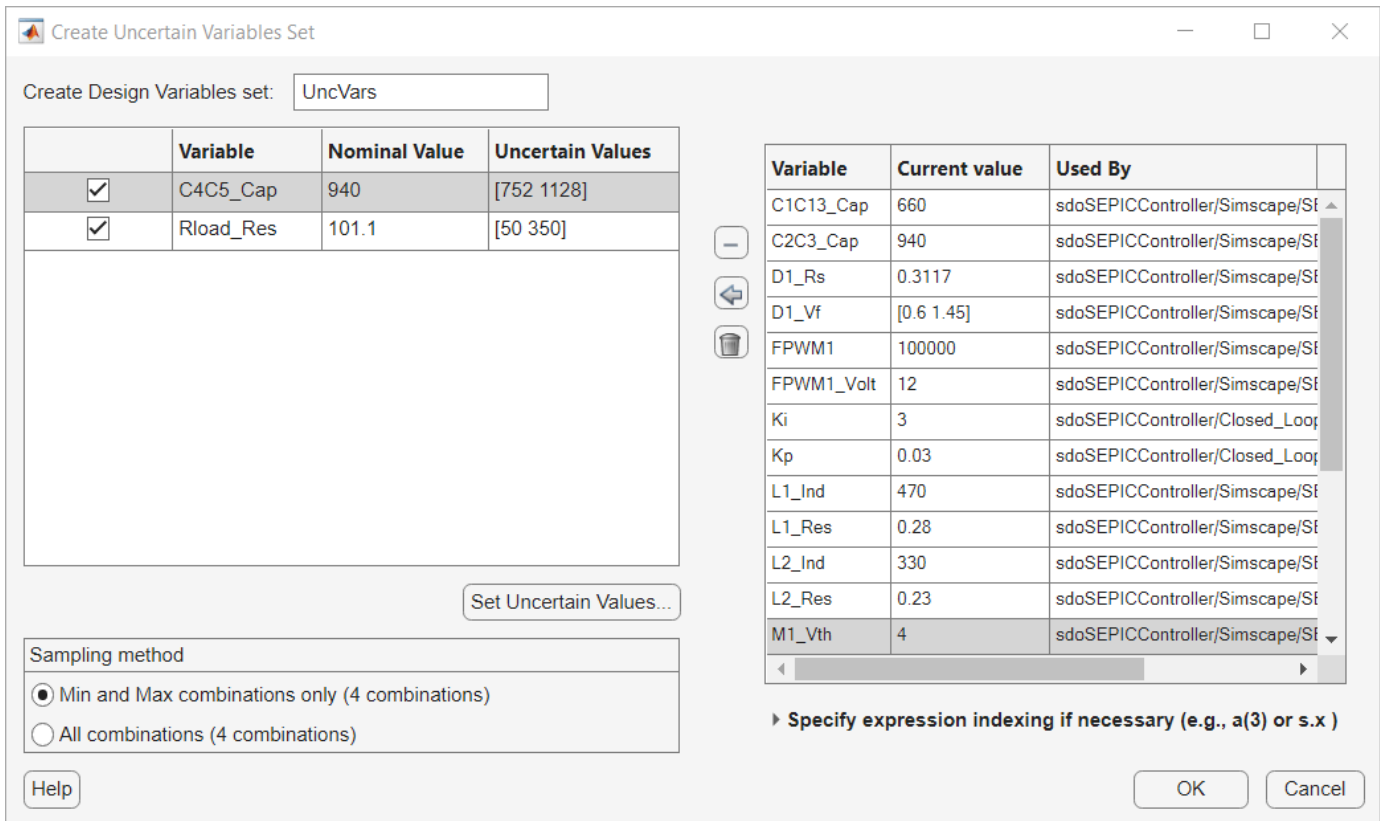 Create Uncertain Variables Set
Create Design Variables set: UncVars
Variable Nominal Value Uncertain Values
C4C5_Cap 940 [752 1128]
Rload_Res 101.1 [50 350]
Set Uncertain Values...
Sampling method
Min and Max combinations only (4 combinations)
All combinations (4 combinations)
Help
Variable Current value Used By
C1C13_Cap 660 sdoSEPICController/Simscape/SE
C2C3_Cap 940 sdoSEPICController/Simscape/SE
D1_Rs 0.3117 sdoSEPICController/Simscape/SE
D1_Vf [0.6 1.45] sdoSEPICController/Simscape/SE
FPWM1 100000 sdoSEPICController/Simscape/SE
FPWM1_Volt 12 sdoSEPICController/Simscape/SE
Ki 3 sdoSEPICController/Closed_Loop
Kp 0.03 sdoSEPICController/Closed_Loop
L1_Ind 470 sdoSEPICController/Simscape/SE
L1_Res 0.28 sdoSEPICController/Simscape/SE
L2_Ind 330 sdoSEPICController/Simscape/SE
L2_Res 0.23 sdoSEPICController/Simscape/SE
M1_Vth 4 sdoSEPICController/Simscape/SE
Specify expression indexing if necessary (e.g., a(3) or s.x )
OK Cancel